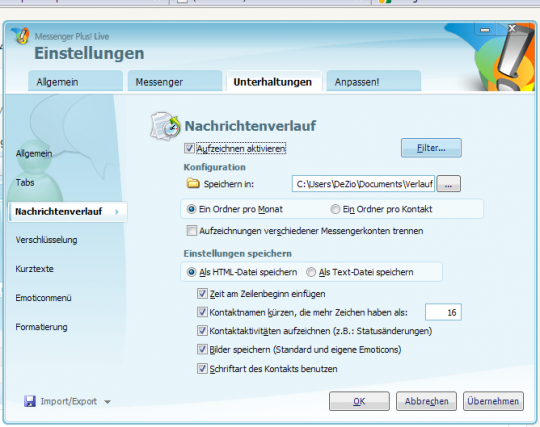 Messenger Plus! Live
Einstellungen
Allgemein Messenger Unterhaltungen Anpassen!
Nachrichtenverlauf
Aufzeichnen aktivieren Filter...
Allgemein
Konfiguration
Tabs
Speichern in: C:\Users\DeZio\Documents\Verlauf ...
Nachrichtenverlauf
Ein Ordner pro Monat Ein Ordner pro Kontakt
Verschlüsselung
Aufzeichnungen verschiedener Messengerkonten trennen
Einstellungen speichern
Kurztexte
Als HTML-Datei speichern Als Text-Datei speichern
Emoticonmenü
Zeit am Zeilenbeginn einfügen
Kontaktnamen kürzen, die mehr Zeichen haben als: 16
Formatierung
Kontaktaktivitäten aufzeichnen (z.B.: Statusänderungen)
Bilder speichern (Standard und eigene Emoticons)
Schriftart des Kontakts benutzen
Import/Export OK Abbrechen Übernehmen